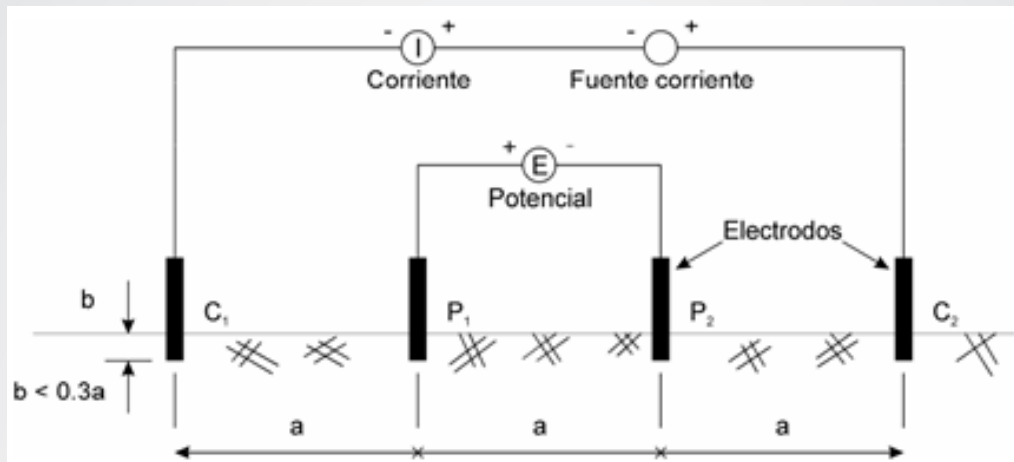 - I + - +
Corriente Fuente corriente
+ E -
Potencial
Electrodos
b C₁ P₁ P₂ C₂
b < 0.3a
a a a